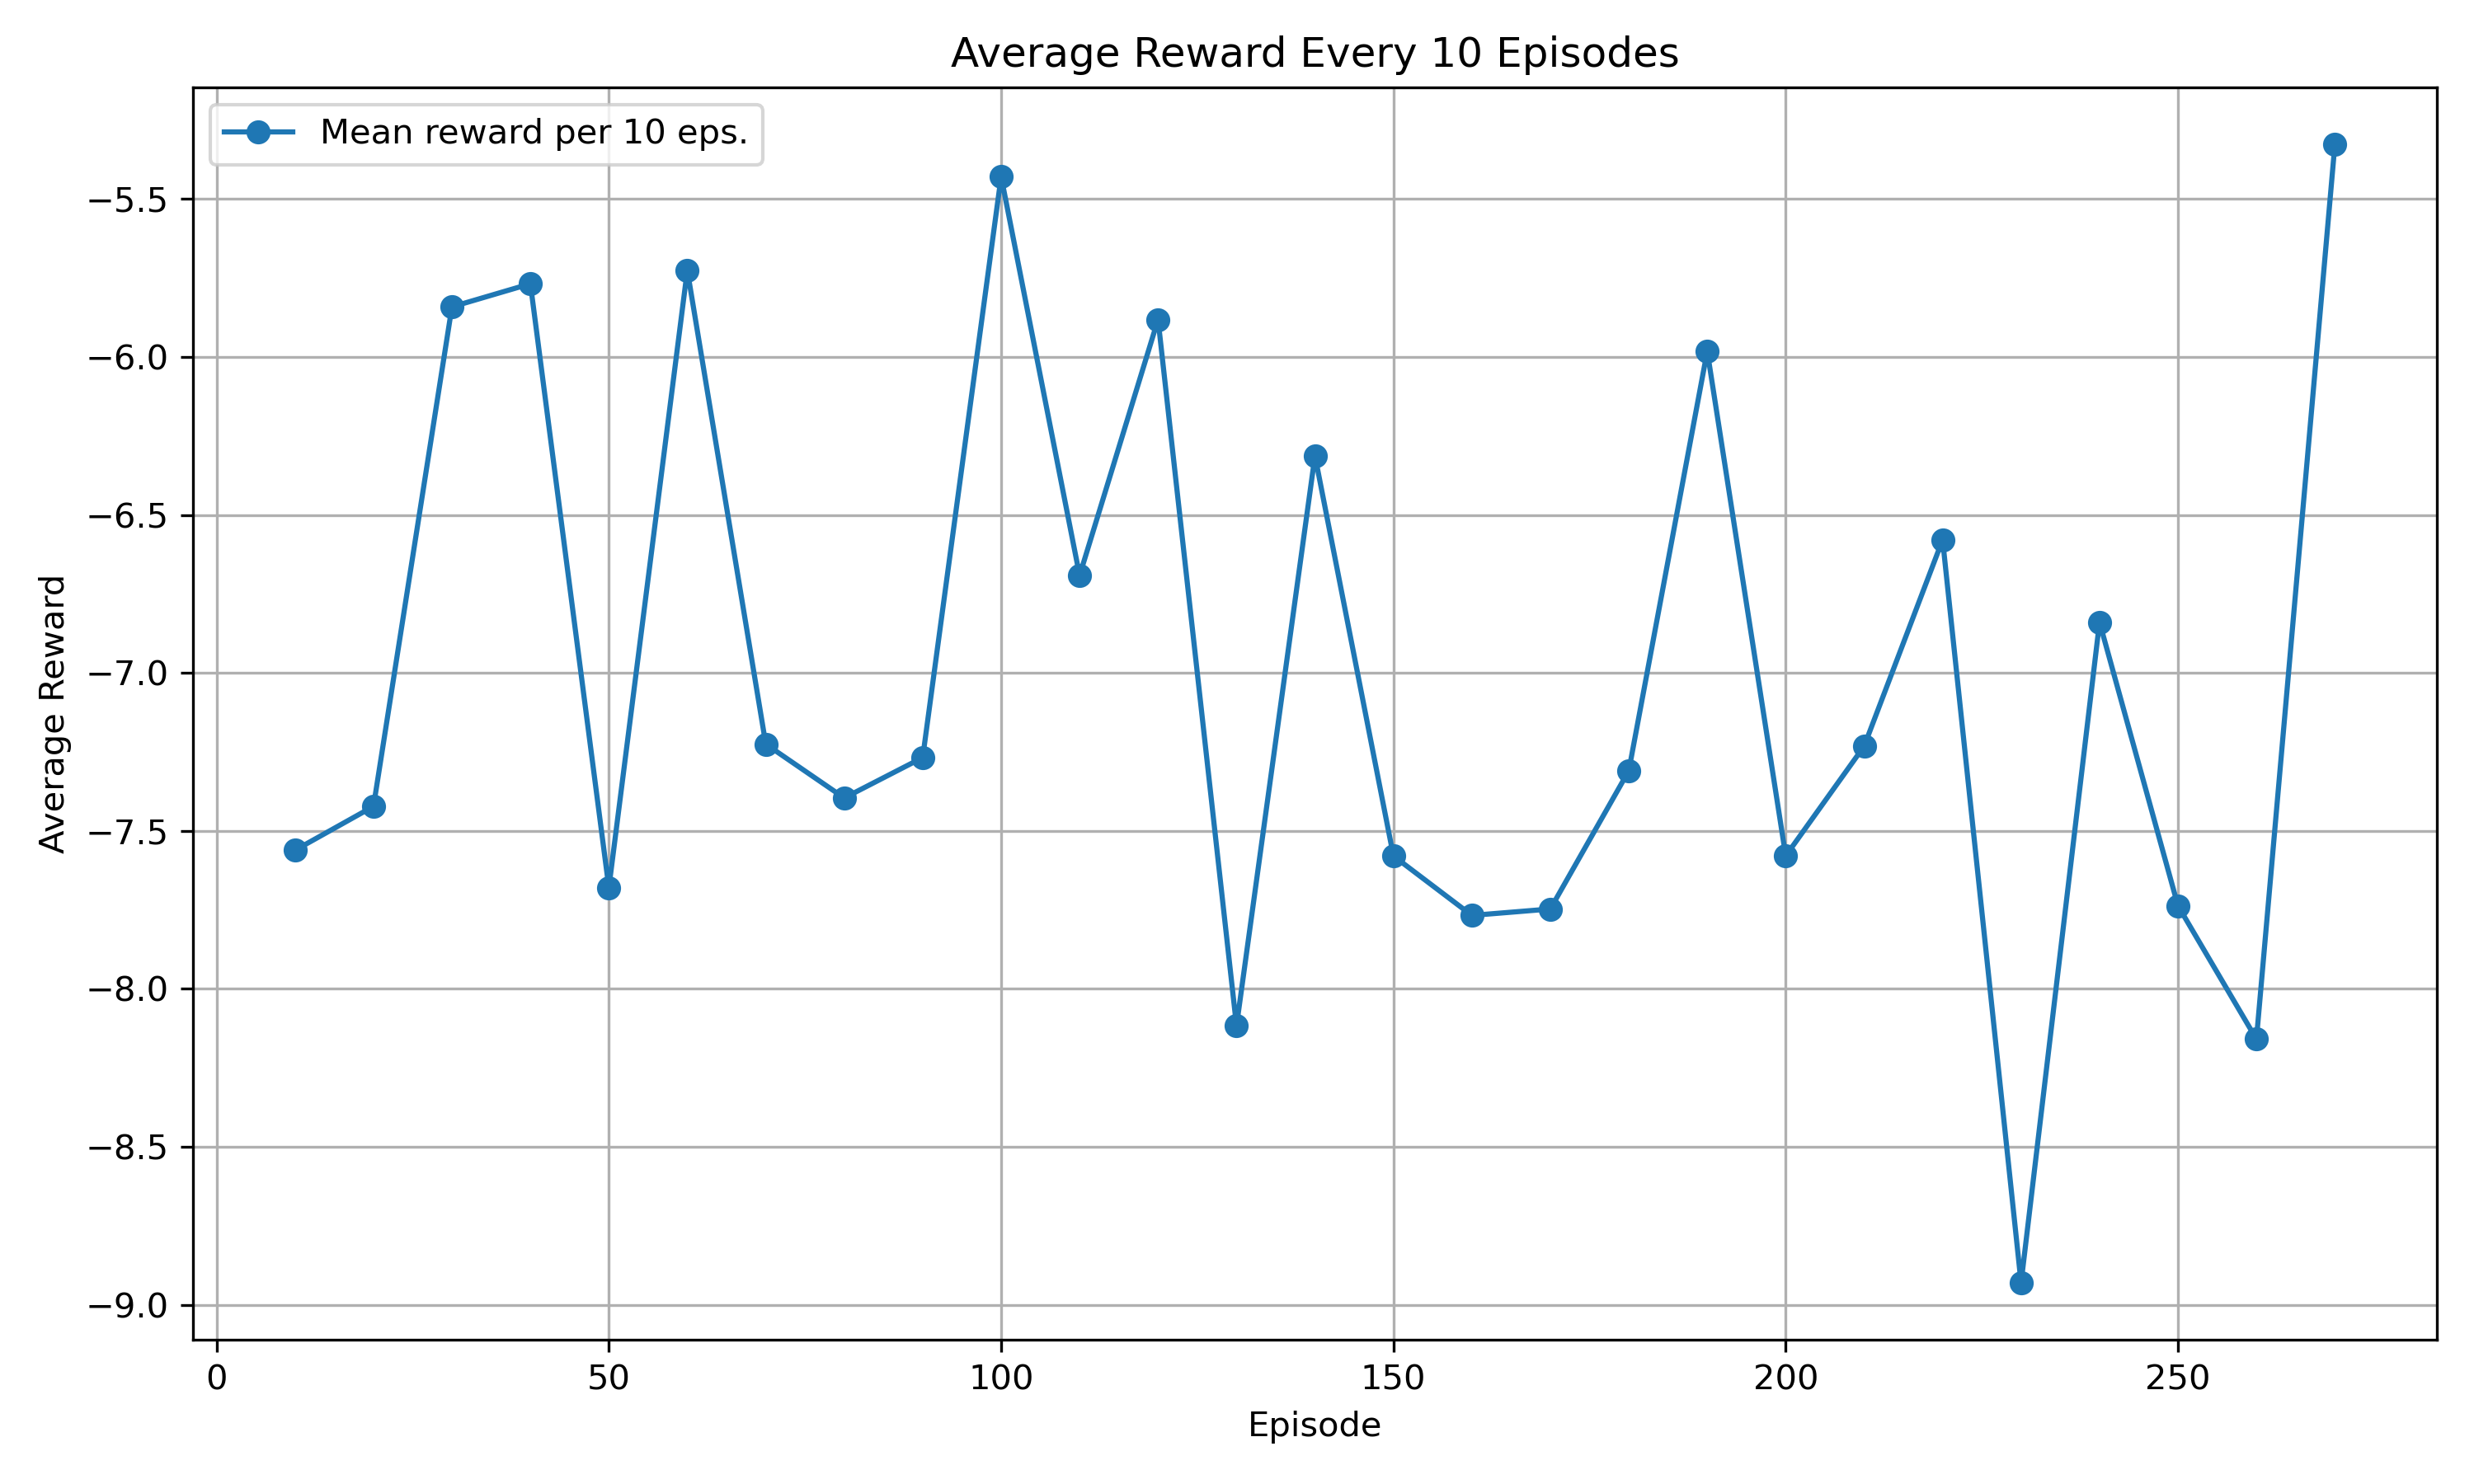 Average Reward Every 10 Episodes
Mean reward per 10 eps.
−5.5
−6.0
−6.5
−7.0
−7.5
−8.0
−8.5
−9.0
Average Reward
0 50 100 150 200 250
Episode